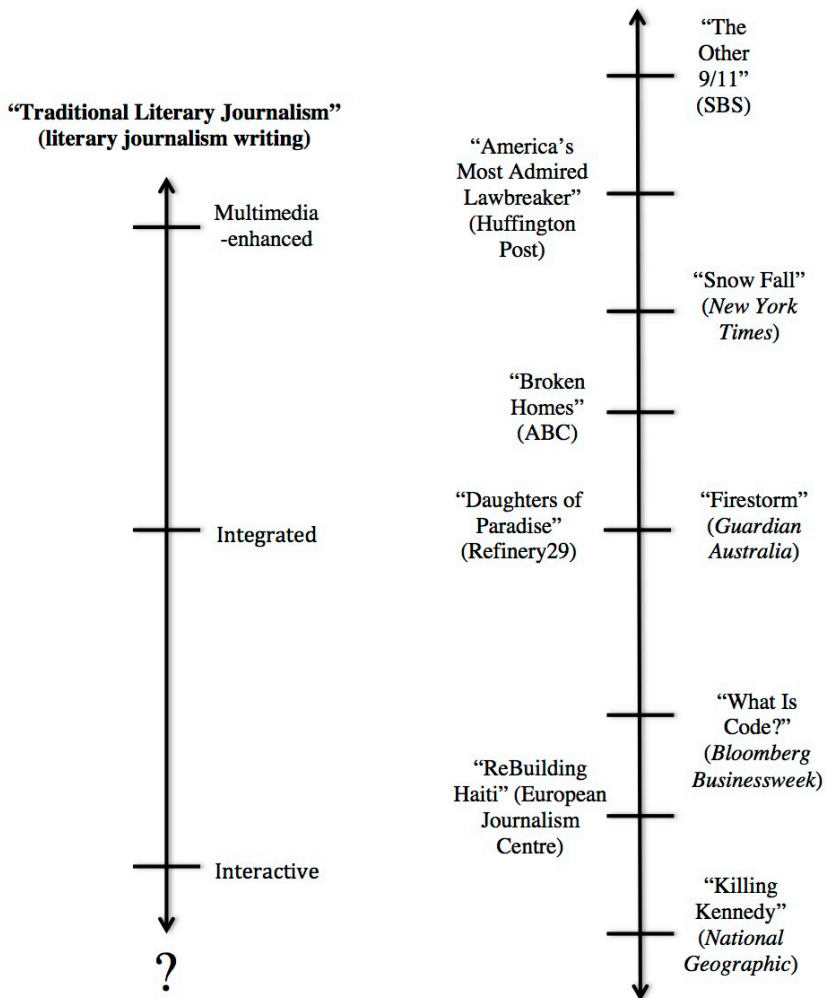 “Traditional Literary Journalism”
(literary journalism writing)
Multimedia
-enhanced
Integrated
Interactive
?
“The
Other
9/11”
(SBS)
“America’s
Most Admired
Lawbreaker”
(Huffington
Post)
“Snow Fall”
(New York
Times)
“Broken
Homes”
(ABC)
“Daughters of
Paradise”
(Refinery29)
“Firestorm”
(Guardian
Australia)
“What Is
Code?”
(Bloomberg
Businessweek)
“ReBuilding
Haiti” (European
Journalism
Centre)
“Killing
Kennedy”
(National
Geographic)